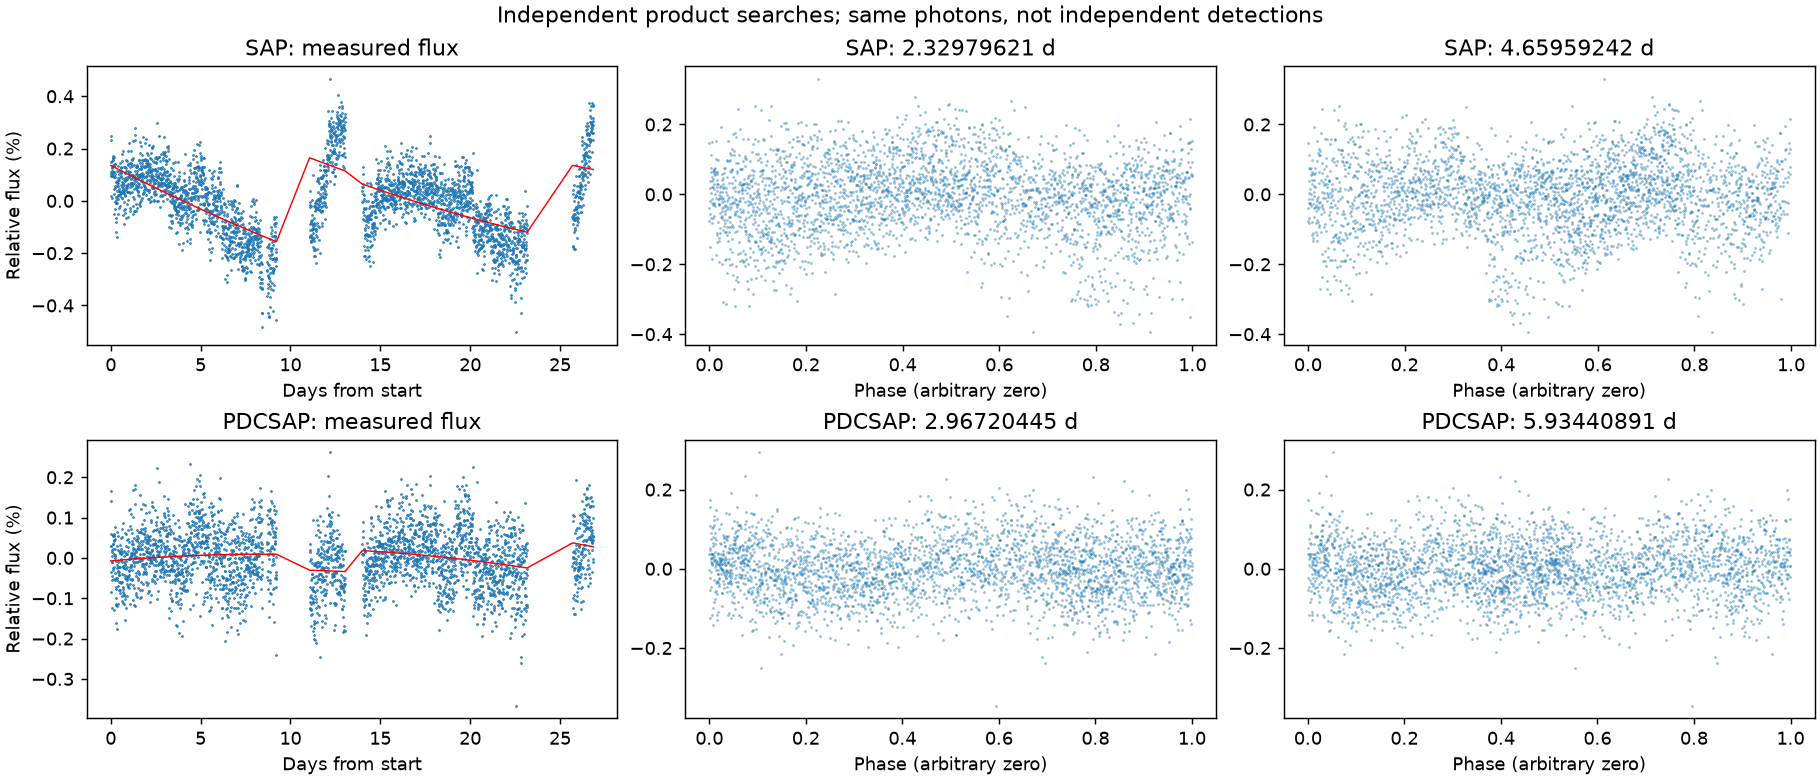 Independent product searches; same photons, not independent detections
SAP: measured flux
SAP: 2.32979621 d
SAP: 4.65959242 d
Relative flux (%)
0.4
0.2
0.0
−0.2
−0.4
0.2
0.0
−0.2
−0.4
0.2
0.0
−0.2
−0.4
0 5 10 15 20 25
0.0 0.2 0.4 0.6 0.8 1.0
0.0 0.2 0.4 0.6 0.8 1.0
Days from start
Phase (arbitrary zero)
Phase (arbitrary zero)
PDCSAP: measured flux
PDCSAP: 2.96720445 d
PDCSAP: 5.93440891 d
Relative flux (%)
0.2
0.1
0.0
−0.1
−0.2
−0.3
0.2
0.0
−0.2
0.2
0.0
−0.2
0 5 10 15 20 25
0.0 0.2 0.4 0.6 0.8 1.0
0.0 0.2 0.4 0.6 0.8 1.0
Days from start
Phase (arbitrary zero)
Phase (arbitrary zero)